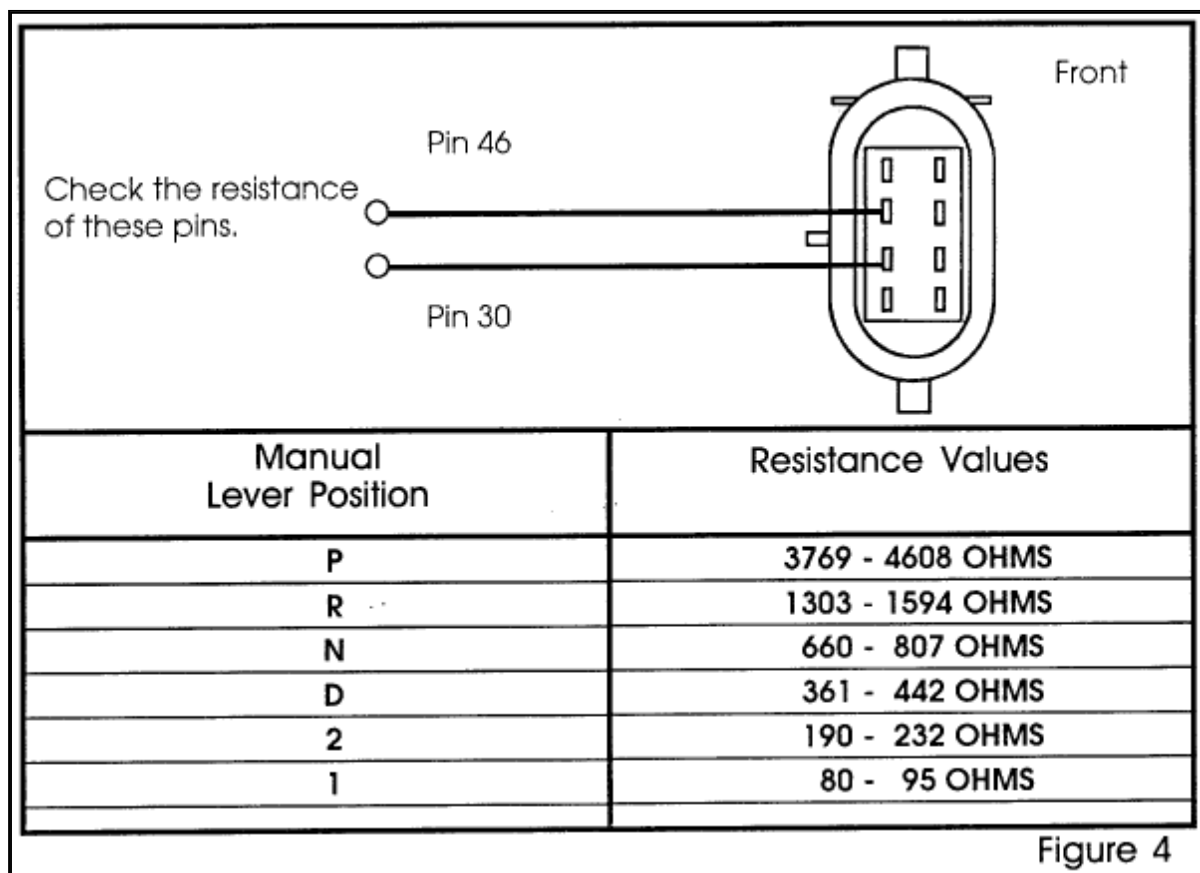 Front
Pin 46
Check the resistance
of these pins.
Pin 30
Manual
Lever Position
Resistance Values
P 3769 - 4608 OHMS
R 1303 - 1594 OHMS
N 660 - 807 OHMS
D 361 - 442 OHMS
2 190 - 232 OHMS
1 80 - 95 OHMS
Figure 4